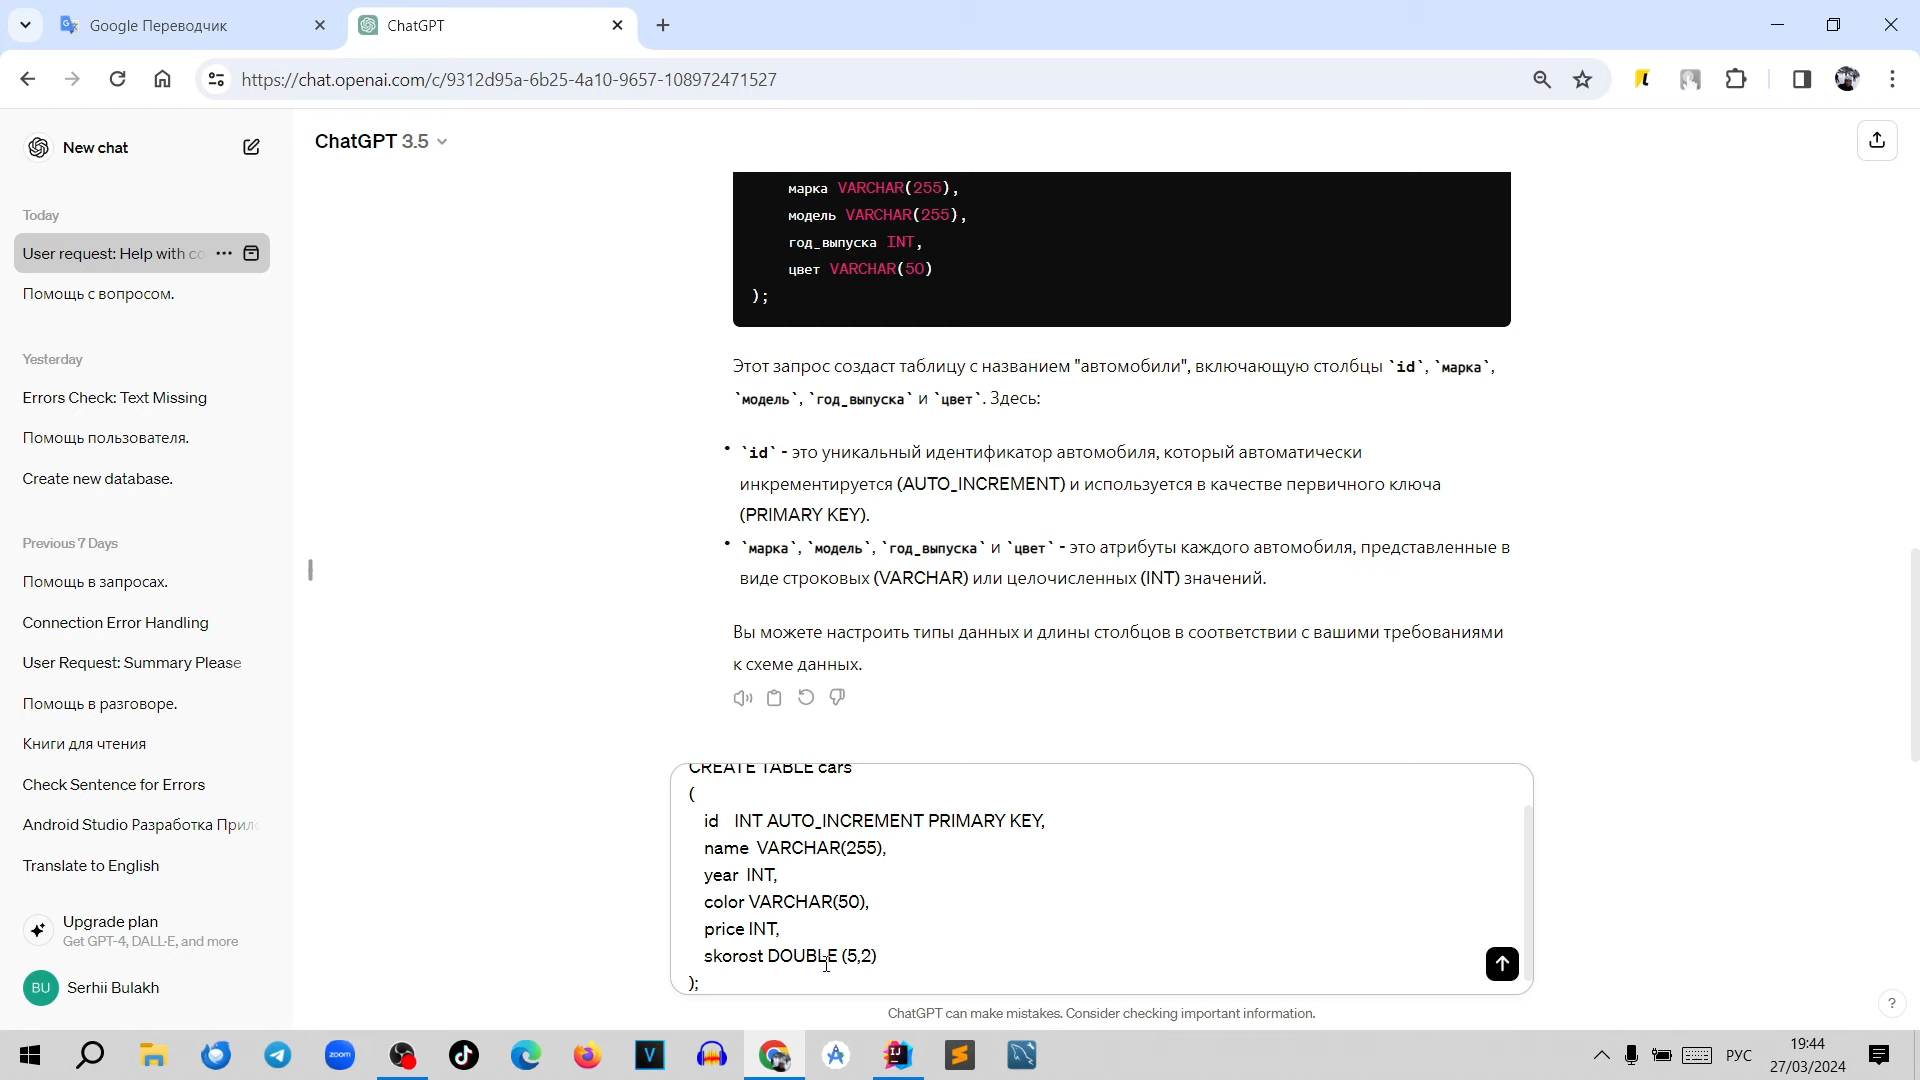 Google Переводчик
ChatGPT
https://chat.openai.com/c/9312d95a-6b25-4a10-9657-108972471527
New chat
ChatGPT 3.5
Today
User request: Help with co
Помощь с вопросом.
Yesterday
Errors Check: Text Missing
Помощь пользователя.
Create new database.
Previous 7 Days
Помощь в запросах.
Connection Error Handling
User Request: Summary Please
Помощь в разговоре.
Книги для чтения
Check Sentence for Errors
Android Studio Разработка Прил
Translate to English
Upgrade plan
Get GPT-4, DALL·E, and more
BU
Serhii Bulakh
марка VARCHAR(255),
модель VARCHAR(255),
год_выпуска INT,
цвет VARCHAR(50)
);
Этот запрос создаст таблицу с названием "автомобили", включающую столбцы `id`, `марка`,
`модель`, `год_выпуска` и `цвет`. Здесь:
• `id` - это уникальный идентификатор автомобиля, который автоматически
инкрементируется (AUTO_INCREMENT) и используется в качестве первичного ключа
(PRIMARY KEY).
• `марка`, `модель`, `год_выпуска` и `цвет` - это атрибуты каждого автомобиля, представленные в
виде строковых (VARCHAR) или целочисленных (INT) значений.
Вы можете настроить типы данных и длины столбцов в соответствии с вашими требованиями
к схеме данных.
CREATE TABLE cars
(
id INT AUTO_INCREMENT PRIMARY KEY,
name VARCHAR(255),
year INT,
color VARCHAR(50),
price INT,
skorost DOUBLE (5,2)
);
ChatGPT can make mistakes. Consider checking important information.
?
zoom
V
IJ
РУС
19:44
27/03/2024